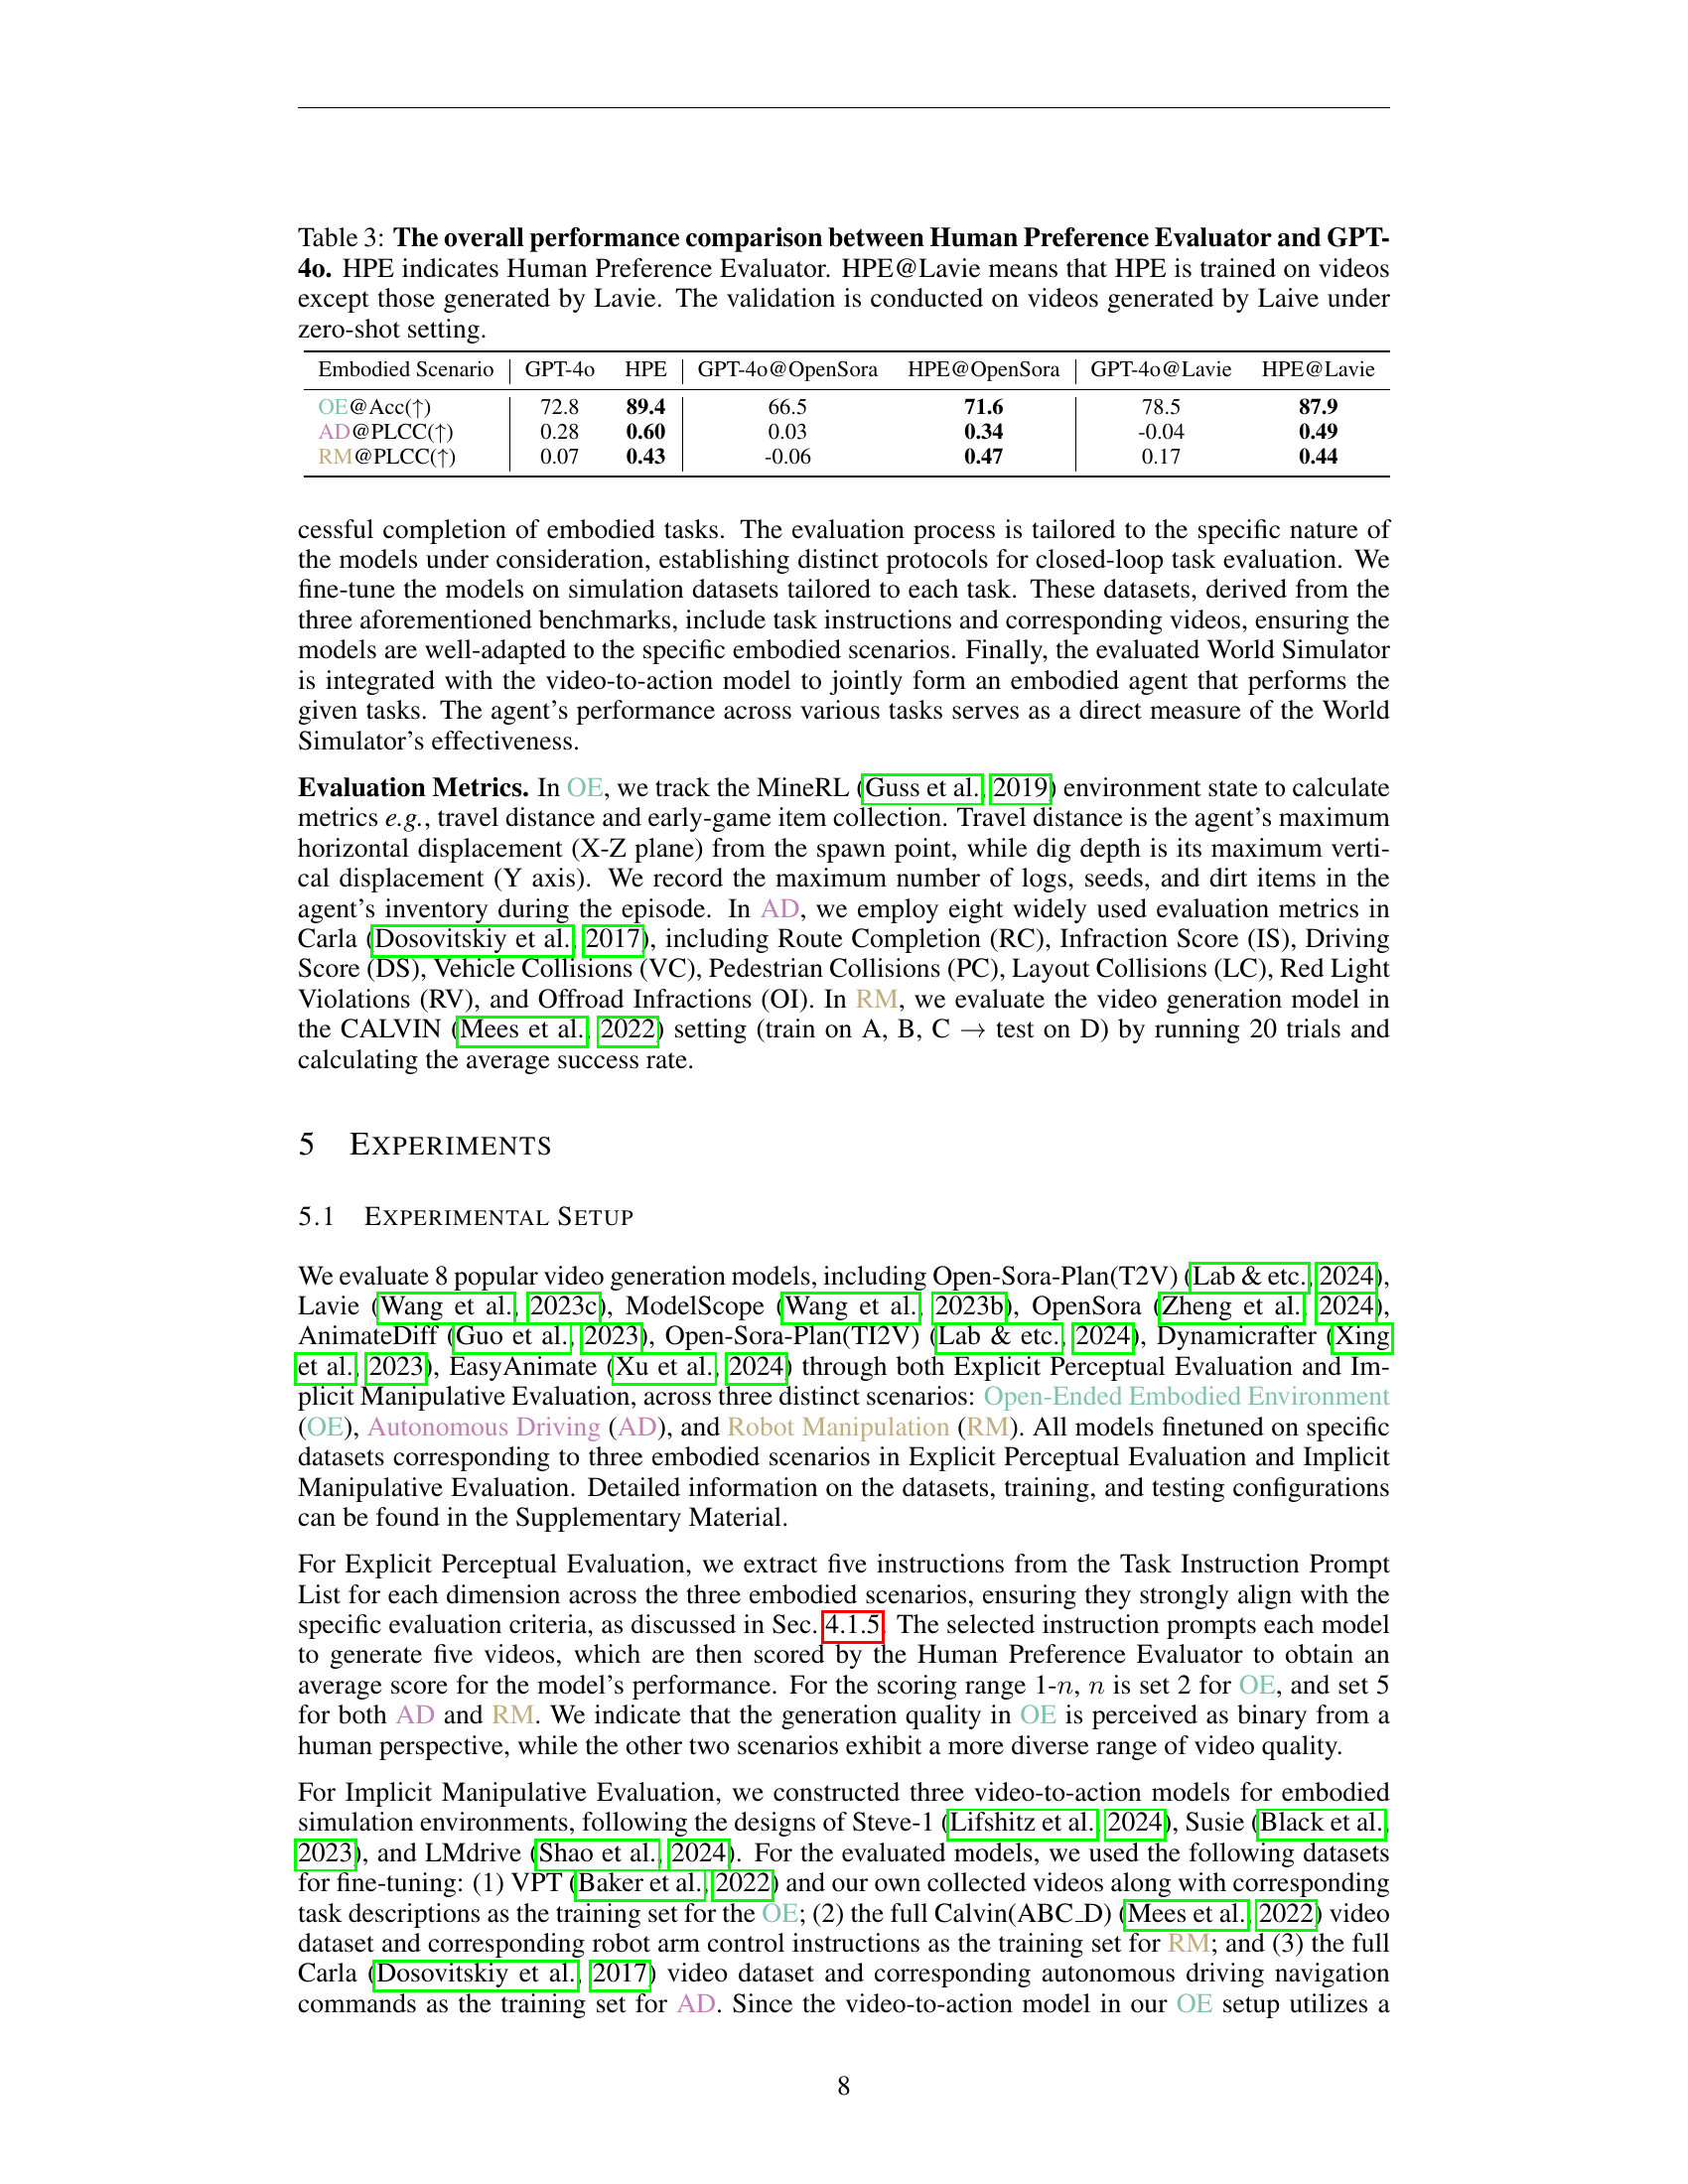 Table 3: The overall performance comparison between Human Preference Evaluator and GPT-
4o. HPE indicates Human Preference Evaluator. HPE@Lavie means that HPE is trained on videos
except those generated by Lavie. The validation is conducted on videos generated by Laive under
zero-shot setting.
Embodied Scenario GPT-4o HPE GPT-4o@OpenSora HPE@OpenSora GPT-4o@Lavie HPE@Lavie
OE@Acc(↑) 72.8 89.4 66.5 71.6 78.5 87.9
AD@PLCC(↑) 0.28 0.60 0.03 0.34 -0.04 0.49
RM@PLCC(↑) 0.07 0.43 -0.06 0.47 0.17 0.44
cessful completion of embodied tasks. The evaluation process is tailored to the specific nature of
the models under consideration, establishing distinct protocols for closed-loop task evaluation. We
fine-tune the models on simulation datasets tailored to each task. These datasets, derived from the
three aforementioned benchmarks, include task instructions and corresponding videos, ensuring the
models are well-adapted to the specific embodied scenarios. Finally, the evaluated World Simulator
is integrated with the video-to-action model to jointly form an embodied agent that performs the
given tasks. The agent's performance across various tasks serves as a direct measure of the World
Simulator's effectiveness.
Evaluation Metrics. In OE, we track the MineRL (Guss et al., 2019) environment state to calculate
metrics e.g., travel distance and early-game item collection. Travel distance is the agent's maximum
horizontal displacement (X-Z plane) from the spawn point, while dig depth is its maximum verti-
cal displacement (Y axis). We record the maximum number of logs, seeds, and dirt items in the
agent's inventory during the episode. In AD, we employ eight widely used evaluation metrics in
Carla (Dosovitskiy et al., 2017), including Route Completion (RC), Infraction Score (IS), Driving
Score (DS), Vehicle Collisions (VC), Pedestrian Collisions (PC), Layout Collisions (LC), Red Light
Violations (RV), and Offroad Infractions (OI). In RM, we evaluate the video generation model in
the CALVIN (Mees et al., 2022) setting (train on A, B, C → test on D) by running 20 trials and
calculating the average success rate.
5 EXPERIMENTS
5.1 EXPERIMENTAL SETUP
We evaluate 8 popular video generation models, including Open-Sora-Plan(T2V) (Lab & etc., 2024),
Lavie (Wang et al., 2023c), ModelScope (Wang et al., 2023b), OpenSora (Zheng et al., 2024),
AnimateDiff (Guo et al., 2023), Open-Sora-Plan(TI2V) (Lab & etc., 2024), Dynamicrafter (Xing
et al., 2023), EasyAnimate (Xu et al., 2024) through both Explicit Perceptual Evaluation and Im-
plicit Manipulative Evaluation, across three distinct scenarios: Open-Ended Embodied Environment
(OE), Autonomous Driving (AD), and Robot Manipulation (RM). All models finetuned on specific
datasets corresponding to three embodied scenarios in Explicit Perceptual Evaluation and Implicit
Manipulative Evaluation. Detailed information on the datasets, training, and testing configurations
can be found in the Supplementary Material.
For Explicit Perceptual Evaluation, we extract five instructions from the Task Instruction Prompt
List for each dimension across the three embodied scenarios, ensuring they strongly align with the
specific evaluation criteria, as discussed in Sec. 4.1.5. The selected instruction prompts each model
to generate five videos, which are then scored by the Human Preference Evaluator to obtain an
average score for the model's performance. For the scoring range 1-n, n is set 2 for OE, and set 5
for both AD and RM. We indicate that the generation quality in OE is perceived as binary from a
human perspective, while the other two scenarios exhibit a more diverse range of video quality.
For Implicit Manipulative Evaluation, we constructed three video-to-action models for embodied
simulation environments, following the designs of Steve-1 (Lifshitz et al., 2024), Susie (Black et al.,
2023), and LMdrive (Shao et al., 2024). For the evaluated models, we used the following datasets
for fine-tuning: (1) VPT (Baker et al., 2022) and our own collected videos along with corresponding
task descriptions as the training set for the OE; (2) the full Calvin(ABC_D) (Mees et al., 2022) video
dataset and corresponding robot arm control instructions as the training set for RM; and (3) the full
Carla (Dosovitskiy et al., 2017) video dataset and corresponding autonomous driving navigation
commands as the training set for AD. Since the video-to-action model in our OE setup utilizes a
8